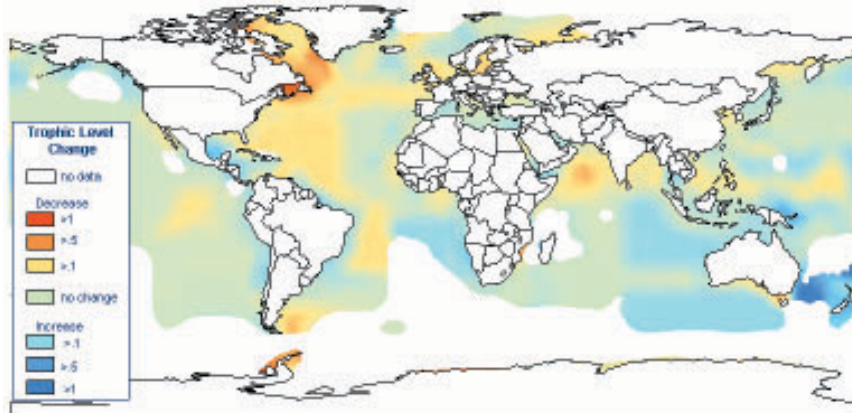 Trophic Level
Change
no data
Decrease
>1
>.5
>.1
no change
Increase
>.1
>.5
>1